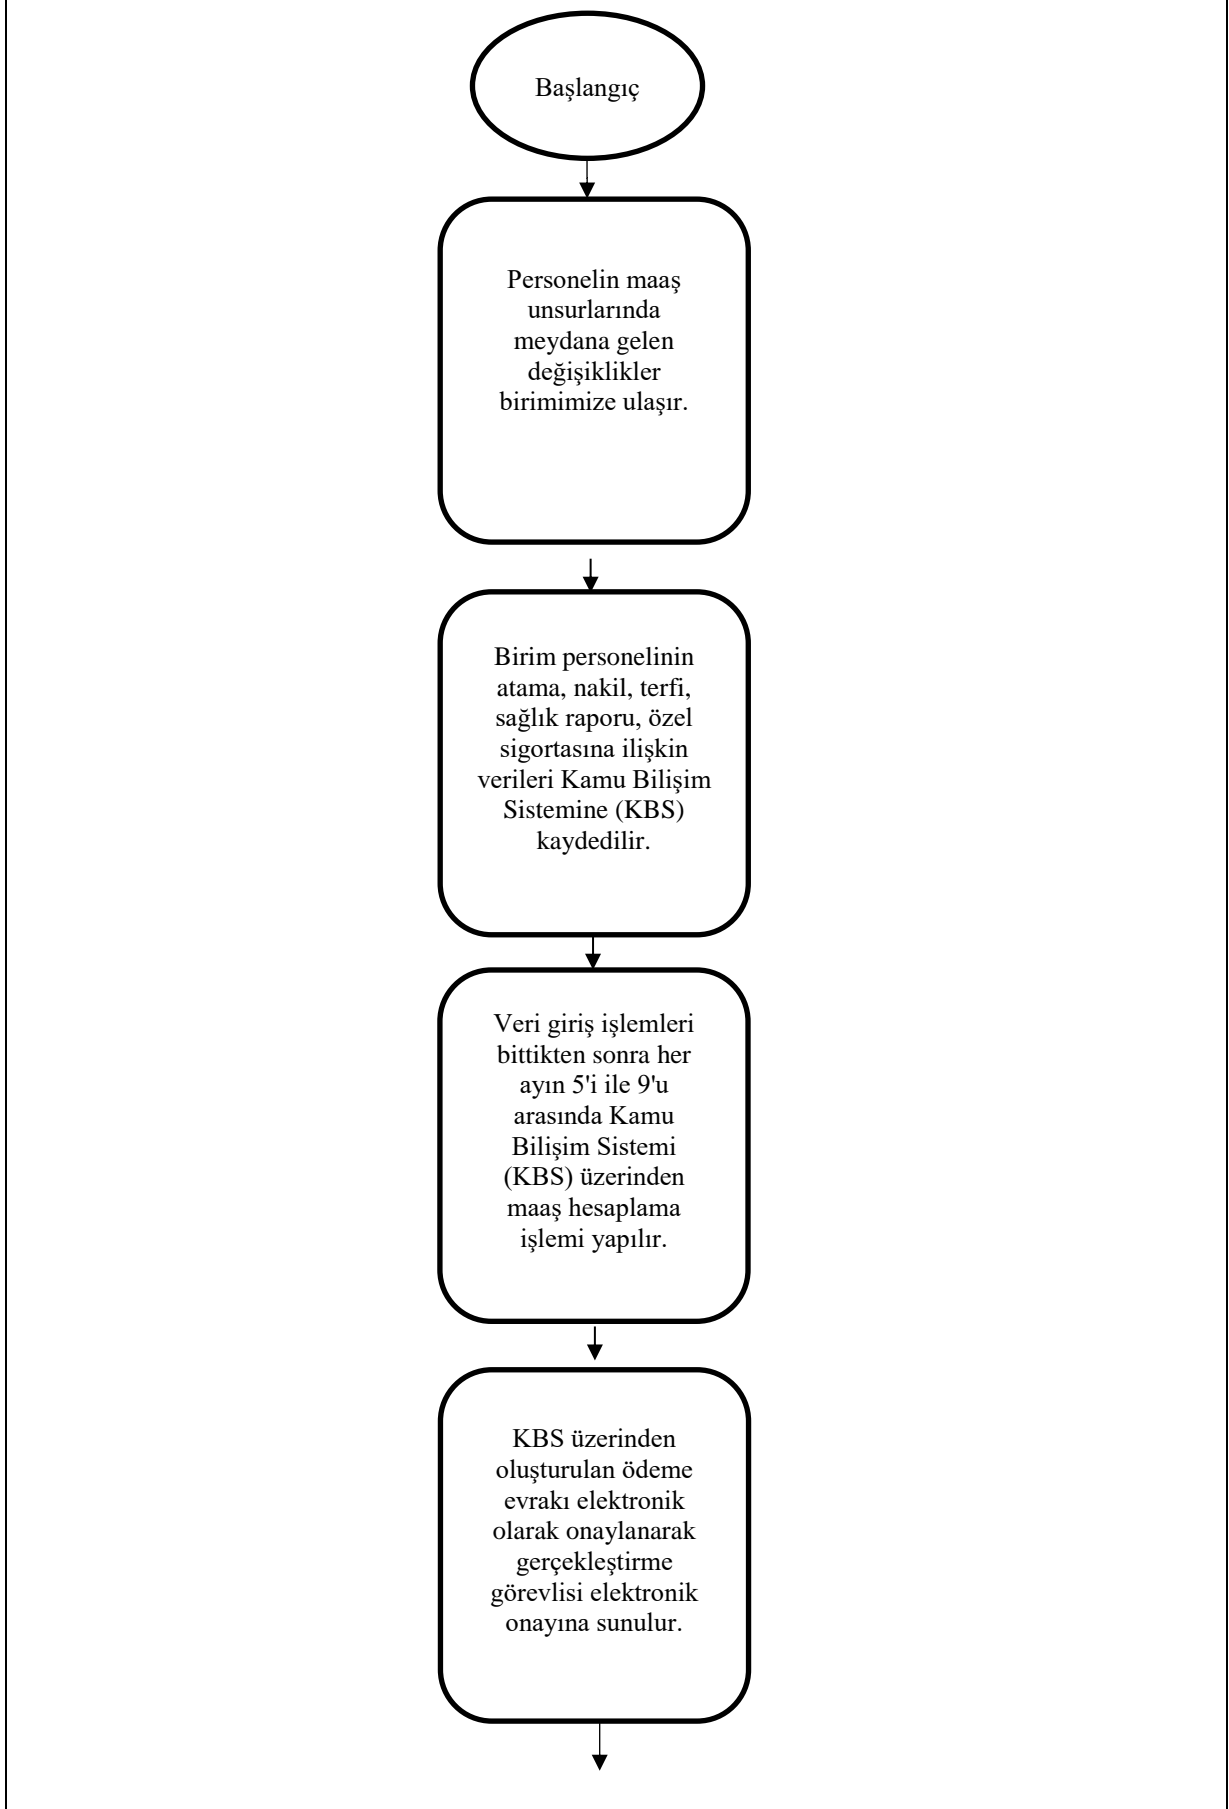 Başlangıç
Personelin maaş
unsurlarında
meydana gelen
değişiklikler
birimimize ulaşır.
Birim personelinin
atama, nakil, terfi,
sağlık raporu, özel
sigortasına ilişkin
verileri Kamu Bilişim
Sistemine (KBS)
kaydedilir.
Veri giriş işlemleri
bittikten sonra her
ayın 5'i ile 9'u
arasında Kamu
Bilişim Sistemi
(KBS) üzerinden
maaş hesaplama
işlemi yapılır.
KBS üzerinden
oluşturulan ödeme
evrakı elektronik
olarak onaylanarak
gerçekleştirme
görevlisi elektronik
onayına sunulur.